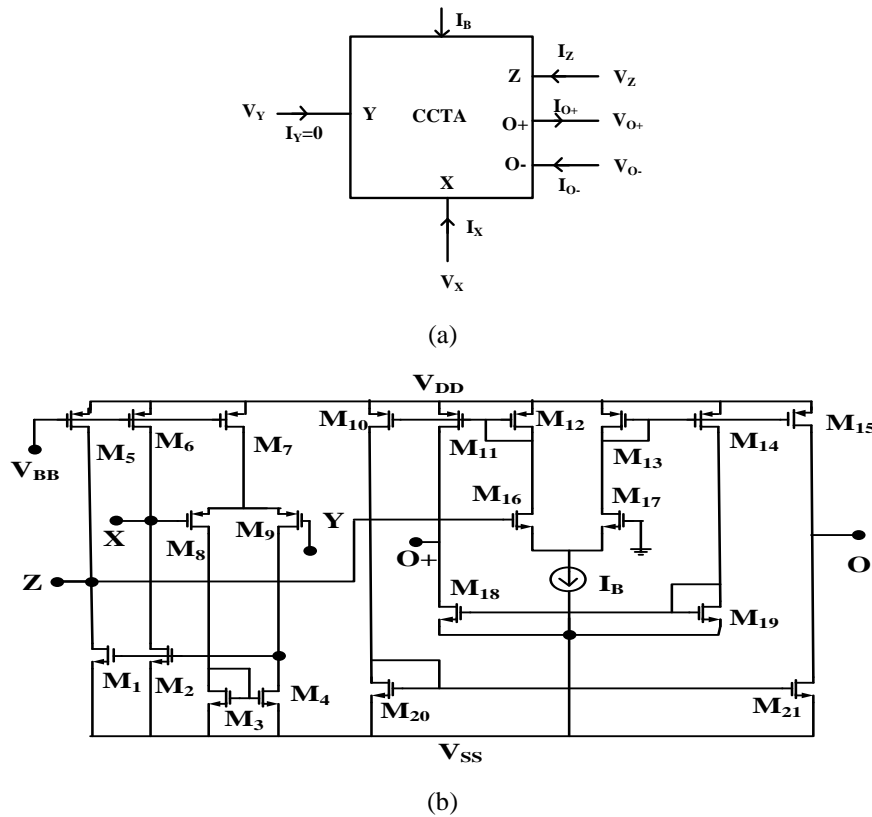 I_B
I_Z
Z
V_Z
V_Y
I_Y=0
Y
CCTA
I_O+
O+
V_O+
O-
I_O-
V_O-
X
I_X
V_X
(a)
V_DD
M_10
M_11
M_12
M_13
M_14
M_15
V_BB
M_5
M_6
M_7
M_16
M_17
X
M_8
M_9
Y
O+
O
Z
I_B
M_18
M_19
M_1
M_2
M_3
M_4
M_20
M_21
V_SS
(b)